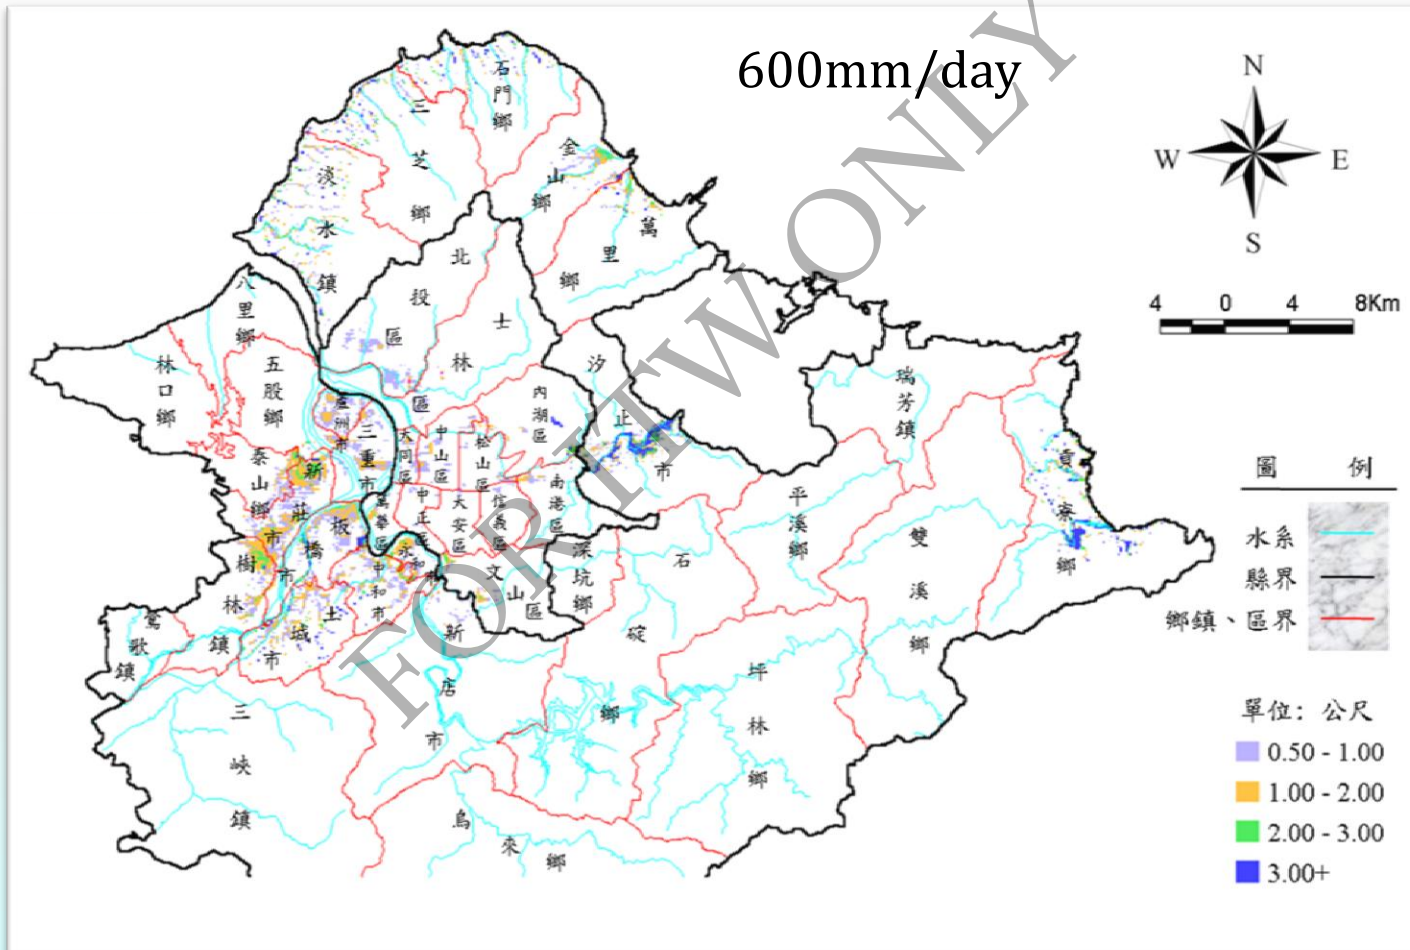 600mm/day
FOR ITW ONLY
N
W
E
S
4 0 4 8Km
石門鄉
三芝鄉
金山鄉
淡水鎮
萬里鄉
北投區
士林區
八里鄉
林口鄉
五股鄉
汐止市
內湖區
瑞芳鎮
蘆洲市
三重市
大同區
中山區
松山區
泰山鄉
新莊市
板橋市
萬華區
中正區
大安區
信義區
南港區
貢寮鄉
平溪鄉
雙溪鄉
石碇鄉
深坑鄉
文山區
永和市
中和市
樹林鎮
土城市
鶯歌鎮
新店市
三峽鎮
坪林鄉
烏來鄉
圖 例
水系
縣界
鄉鎮、區界
單位：公尺
0.50 - 1.00
1.00 - 2.00
2.00 - 3.00
3.00+